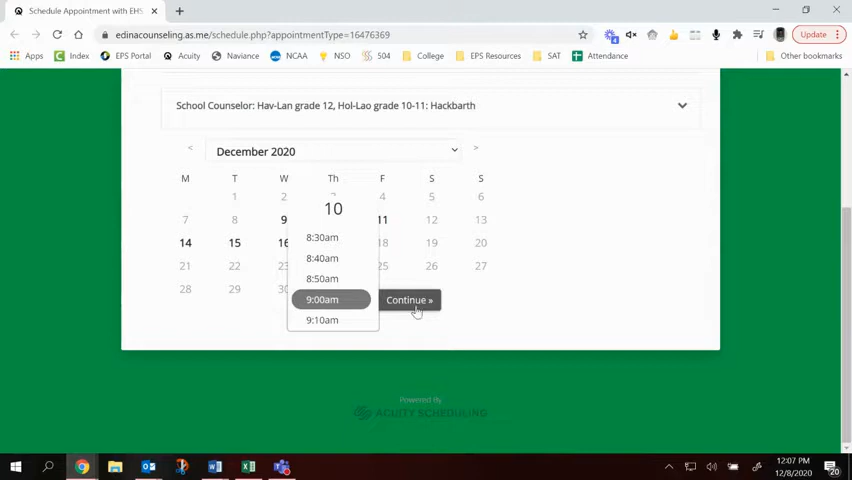 Schedule Appointment with EHS
edinacounseling.as.me/schedule.php?appointmentType=16476369
Update
Apps
Index
EPS Portal
Acuity
Naviance
NCAA
NSO
504
College
EPS Resources
SAT
Attendance
Other bookmarks
School Counselor: Hav-Lan grade 12, Hol-Lao grade 10-11: Hackbarth
< December 2020 >
M T W Th F S S
1 2 3 4 5 6
7 8 9 10 11 12 13
14 15 16 18 19 20
21 22 23 25 26 27
28 29 30
8:30am
8:40am
8:50am
9:00am
Continue »
9:10am
Powered By
ACUITY SCHEDULING
12:07 PM
12/8/2020
20